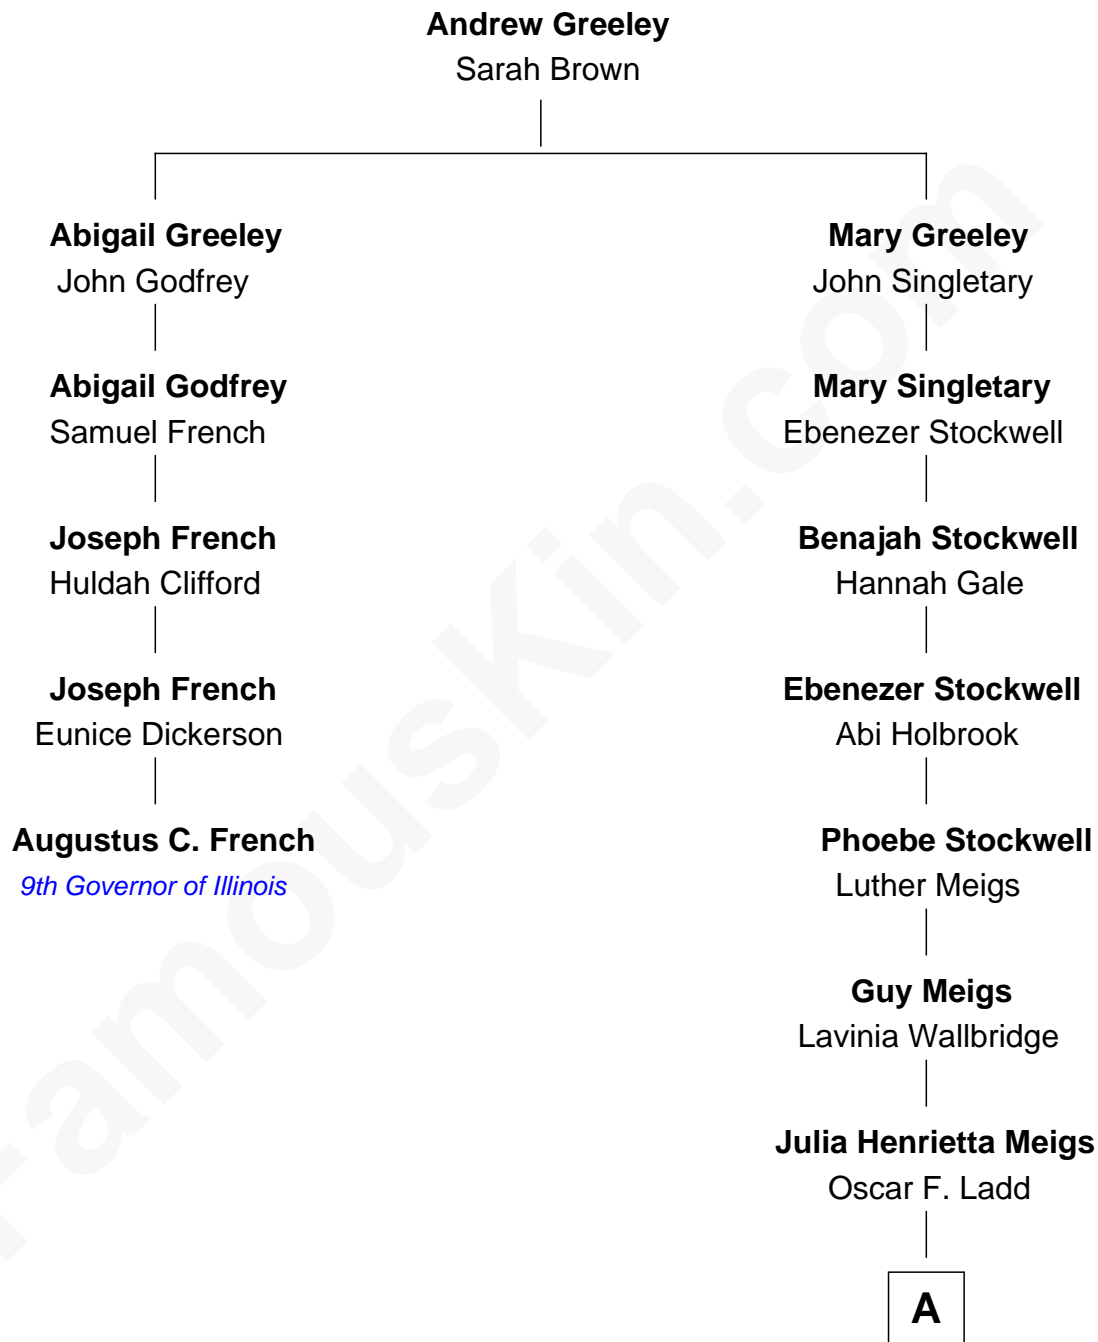 Andrew Greeley
Sarah Brown
Abigail Greeley
John Godfrey
Mary Greeley
John Singletary
Abigail Godfrey
Samuel French
Mary Singletary
Ebenezer Stockwell
Joseph French
Huldah Clifford
Benajah Stockwell
Hannah Gale
Joseph French
Eunice Dickerson
Ebenezer Stockwell
Abi Holbrook
Augustus C. French
9th Governor of Illinois
Phoebe Stockwell
Luther Meigs
Guy Meigs
Lavinia Wallbridge
Julia Henrietta Meigs
Oscar F. Ladd
A
FamousKin.com